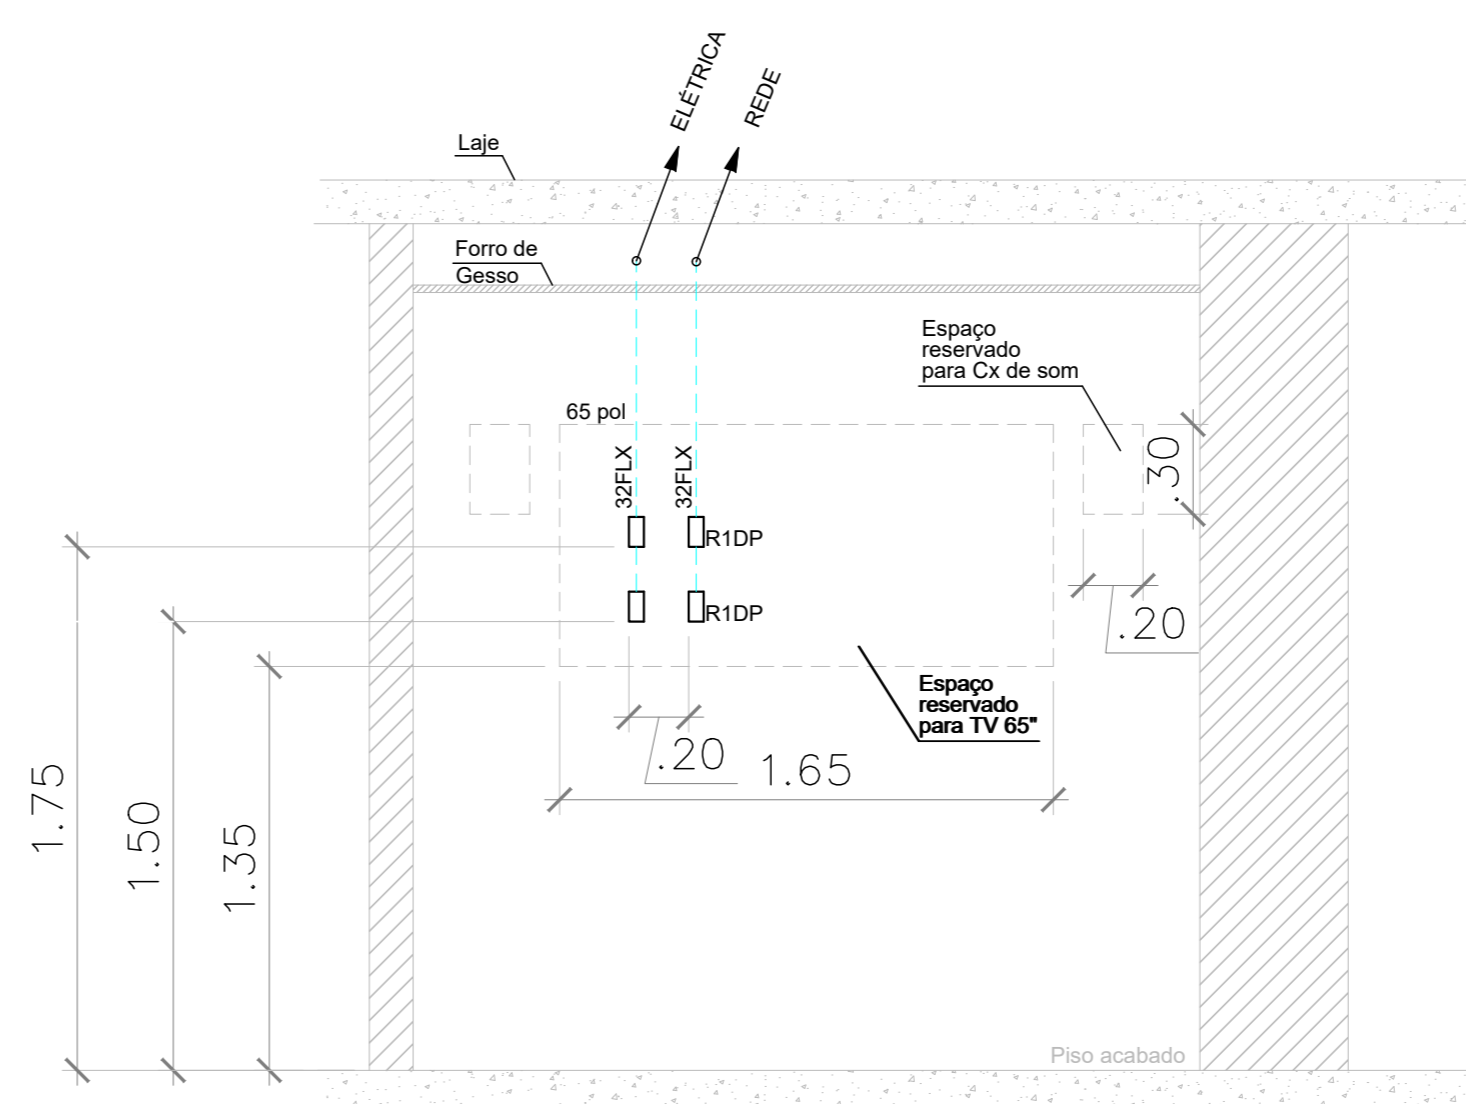 ELÉTRICA
REDE
Laje
Forro de
Gesso
Espaço
reservado
para Cx de som
65 pol
32FLX
32FLX
.30
R1DP
R1DP
.20
Espaço
reservado
para TV 65"
.20
1.65
1.75
1.50
1.35
Piso acabado